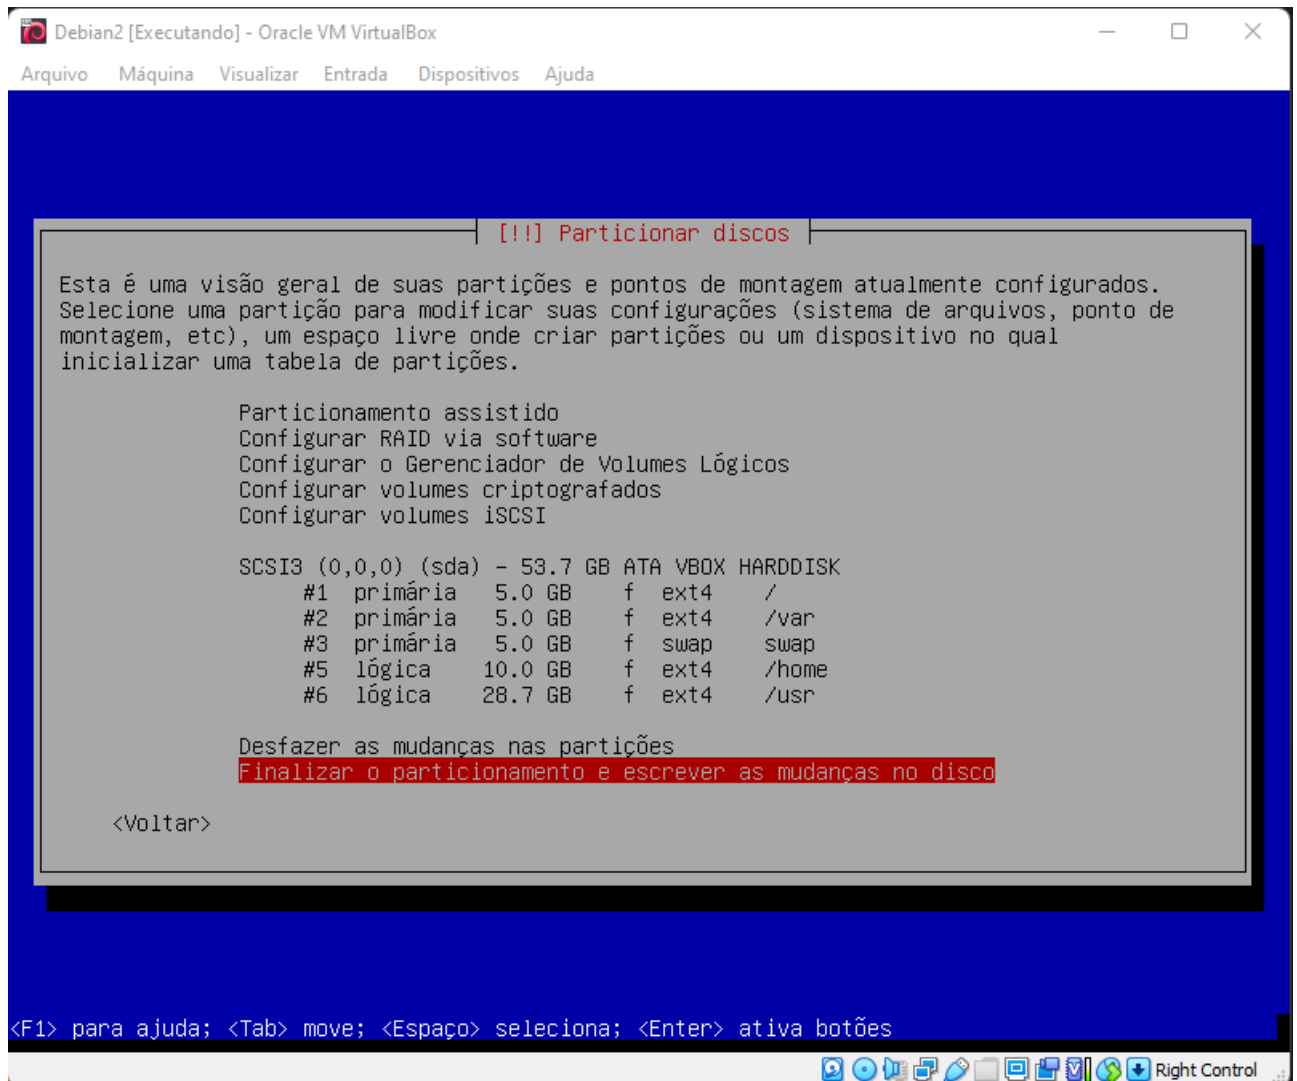 Debian2 [Executando] - Oracle VM VirtualBox
Arquivo Máquina Visualizar Entrada Dispositivos Ajuda
[!!] Particionar discos
Esta é uma visão geral de suas partições e pontos de montagem atualmente configurados.
Selecione uma partição para modificar suas configurações (sistema de arquivos, ponto de
montagem, etc), um espaço livre onde criar partições ou um dispositivo no qual
inicializar uma tabela de partições.
Particionamento assistido
Configurar RAID via software
Configurar o Gerenciador de Volumes Lógicos
Configurar volumes criptografados
Configurar volumes iSCSI
SCSI3 (0,0,0) (sda) - 53.7 GB ATA VBOX HARDDISK
#1 primária 5.0 GB f ext4 /
#2 primária 5.0 GB f ext4 /var
#3 primária 5.0 GB f swap swap
#5 lógica 10.0 GB f ext4 /home
#6 lógica 28.7 GB f ext4 /usr
Desfazer as mudanças nas partições
Finalizar o particionamento e escrever as mudanças no disco
<Voltar>
<F1> para ajuda; <Tab> move; <Espaço> seleciona; <Enter> ativa botões
Right Control